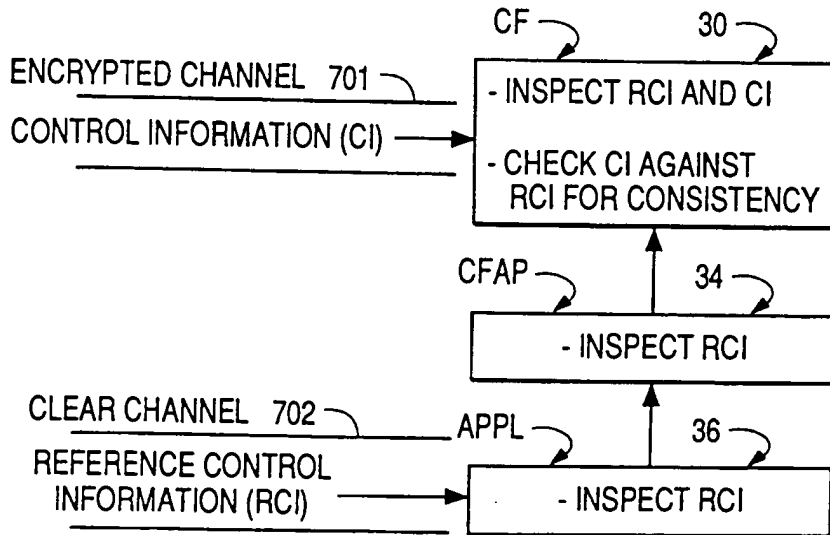 CF 30
ENCRYPTED CHANNEL 701
CONTROL INFORMATION (CI)
- INSPECT RCI AND CI
- CHECK CI AGAINST
RCI FOR CONSISTENCY
CFAP 34
- INSPECT RCI
CLEAR CHANNEL 702
REFERENCE CONTROL
INFORMATION (RCI)
APPL 36
- INSPECT RCI